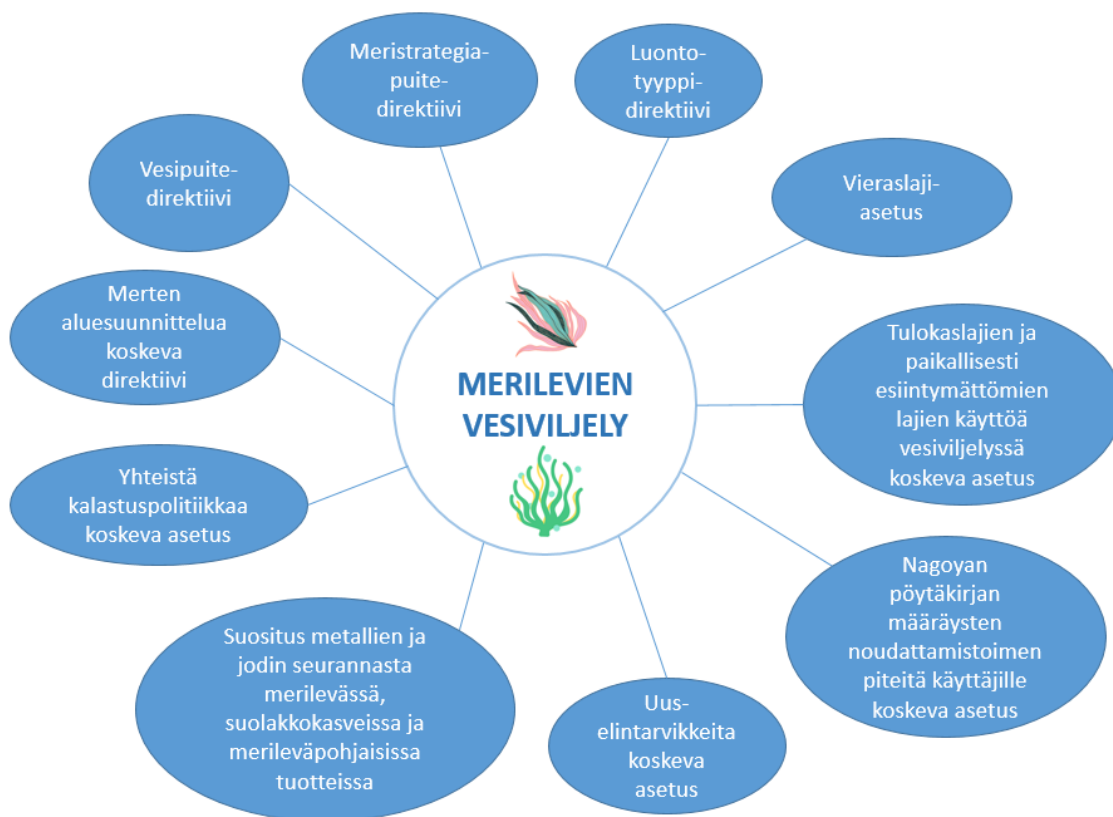 Meristrategia-
puite-
direktiivi
Luonto-
tyyppi-
direktiivi
Vesipuite-
direktiivi
Vieraslaji-
asetus
Merten
aluesuunnittelua
koskeva
direktiivi
MERILEVIEN
VESIVILJELY
Tulokaslajien ja
paikallisesti
esiintymättömien
lajien käyttöä
vesiviljelyssä
koskeva asetus
Yhteistä
kalastuspolitiikkaa
koskeva asetus
Nagoyan
pöytäkirjan
määräysten
noudattamistoimen
piteitä käyttäjille
koskeva asetus
Suositus metallien ja
jodin seurannasta
merilevässä,
suolakkokasveissa ja
merileväpohjaisissa
tuotteissa
Uus-
elintarvikkeita
koskeva
asetus